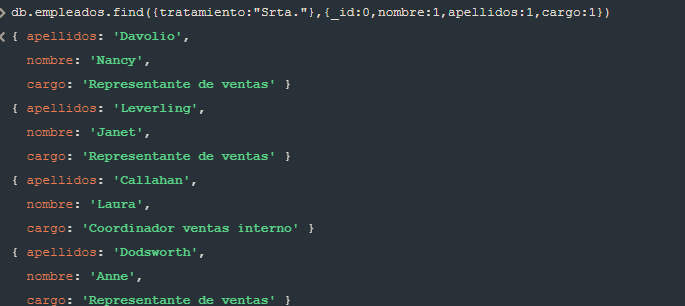 > db.empleados.find({tratamiento:"Srta."},{_id:0,nombre:1,apellidos:1,cargo:1})
< { apellidos: 'Davolio',
nombre: 'Nancy',
cargo: 'Representante de ventas' }
{ apellidos: 'Leverling',
nombre: 'Janet',
cargo: 'Representante de ventas' }
{ apellidos: 'Callahan',
nombre: 'Laura',
cargo: 'Coordinador ventas interno' }
{ apellidos: 'Dodsworth',
nombre: 'Anne',
cargo: 'Representante de ventas' }